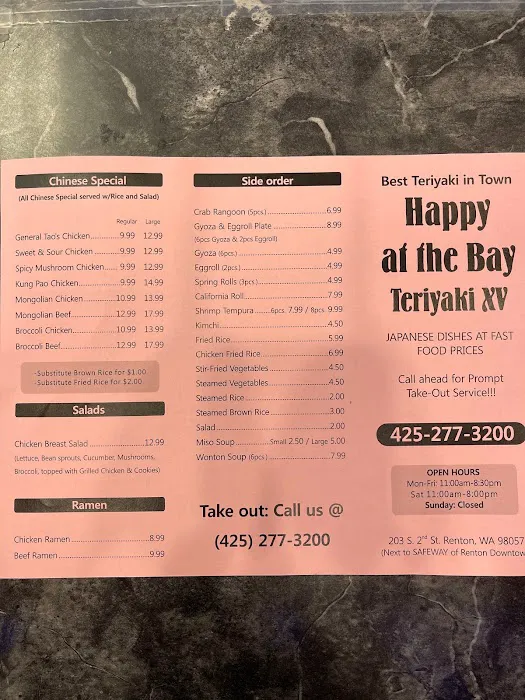 Chinese Special
(All Chinese Special served w/Rice and Salad)
Regular Large
General Tao's Chicken 9.99 12.99
Sweet & Sour Chicken 9.99 12.99
Spicy Mushroom Chicken 9.99 12.99
Kung Pao Chicken 9.99 14.99
Mongolian Chicken 10.99 13.99
Mongolian Beef 12.99 17.99
Broccoli Chicken 10.99 13.99
Broccoli Beef 12.99 17.99
-Substitute Brown Rice for $1.00
-Substitute Fried Rice for $2.00
Salads
Chicken Breast Salad 12.99
(Lettuce, Bean sprouts, Cucumber, Mushrooms,
Broccoli, topped with Grilled Chicken & Cookies)
Ramen
Chicken Ramen 8.99
Beef Ramen 9.99
Side order
Crab Rangoon (5pcs.) 6.99
Gyoza & Eggroll Plate 8.99
(6pcs Gyoza & 2pcs Eggroll)
Gyoza (6pcs.) 4.99
Eggroll (2pcs.) 4.99
Spring Rolls (3pcs.) 4.99
California Roll 7.99
Shrimp Tempura 6pcs. 7.99 / 8pcs. 9.99
Kimchi 4.50
Fried Rice 5.99
Chicken Fried Rice 6.99
Stir-Fried Vegetables 4.50
Steamed Vegetables 4.50
Steamed Rice 2.00
Steamed Brown Rice 3.00
Salad 2.00
Miso Soup Small 2.50 / Large 5.00
Wonton Soup (6pcs.) 7.99
Take out: Call us @
(425) 277-3200
Best Teriyaki in Town
Happy
at the Bay
Teriyaki XV
JAPANESE DISHES AT FAST
FOOD PRICES
Call ahead for Prompt
Take-Out Service!!!
425-277-3200
OPEN HOURS
Mon-Fri: 11:00am-8:30pm
Sat 11:00am-8:00pm
Sunday: Closed
203 S. 2nd St. Renton, WA 98057
(Next to SAFEWAY of Renton Downtow